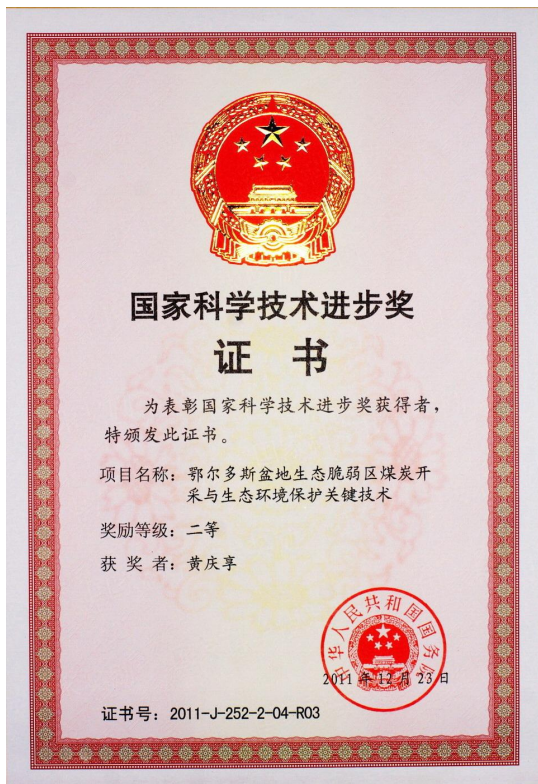 国家科学技术进步奖
证 书
为表彰国家科学技术进步奖获得者，
特颁发此证书。
项目名称：鄂尔多斯盆地生态脆弱区煤炭开
采与生态环境保护关键技术
奖励等级：二等
获 奖 者：黄庆享
中华人民共和国国务院
2011年12月23日
证书号：2011-J-252-2-04-R03